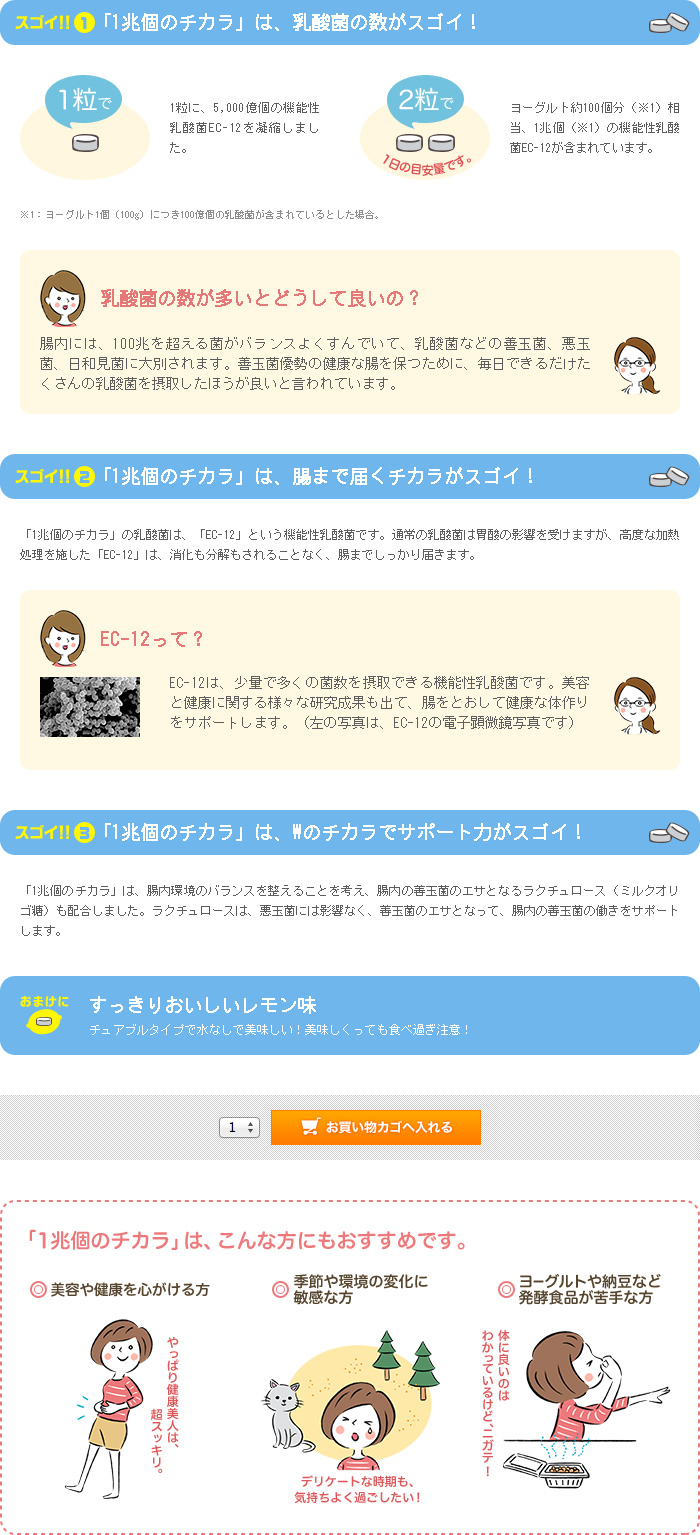 スゴイ!! 1 「1兆個のチカラ」は、乳酸菌の数がスゴイ！
1粒で
1粒に、5,000億個の機能性
乳酸菌EC-12を凝縮しまし
た。
2粒で
1日の目安量です。
ヨーグルト約100個分（※1）相
当、1兆個（※1）の機能性乳酸
菌EC-12が含まれています。
※1：ヨーグルト1個（100g）につき100億個の乳酸菌が含まれているとした場合。
乳酸菌の数が多いとどうして良いの？
腸内には、100兆を超える菌がバランスよくすんでいて、乳酸菌などの善玉菌、悪玉
菌、日和見菌に大別されます。善玉菌優勢の健康な腸を保つために、毎日できるだけた
くさんの乳酸菌を摂取したほうが良いと言われています。
スゴイ!! 2 「1兆個のチカラ」は、腸まで届くチカラがスゴイ！
「1兆個のチカラ」の乳酸菌は、「EC-12」という機能性乳酸菌です。通常の乳酸菌は胃酸の影響を受けますが、高度な加熱
処理を施した「EC-12」は、消化も分解もされることなく、腸までしっかり届きます。
EC-12って？
EC-12は、少量で多くの菌数を摂取できる機能性乳酸菌です。美容
と健康に関する様々な研究成果も出て、腸をとおして健康な体作り
をサポートします。（左の写真は、EC-12の電子顕微鏡写真です）
スゴイ!! 3 「1兆個のチカラ」は、Wのチカラでサポート力がスゴイ！
「1兆個のチカラ」は、腸内環境のバランスを整えることを考え、腸内の善玉菌のエサとなるラクチュロース（ミルクオリ
ゴ糖）も配合しました。ラクチュロースは、悪玉菌には影響なく、善玉菌のエサとなって、腸内の善玉菌の働きをサポート
します。
おまけに
すっきりおいしいレモン味
チュアブルタイプで水なしで美味しい！美味しくっても食べ過ぎ注意！
1
お買い物カゴへ入れる
「1兆個のチカラ」は、こんな方にもおすすめです。
◎ 美容や健康を心がける方
やっぱり健康美人は、
超スッキリ。
◎ 季節や環境の変化に
敏感な方
デリケートな時期も、
気持ちよく過ごしたい！
◎ ヨーグルトや納豆など
発酵食品が苦手な方
体に良いのは
わかっているけど、ニガテ！